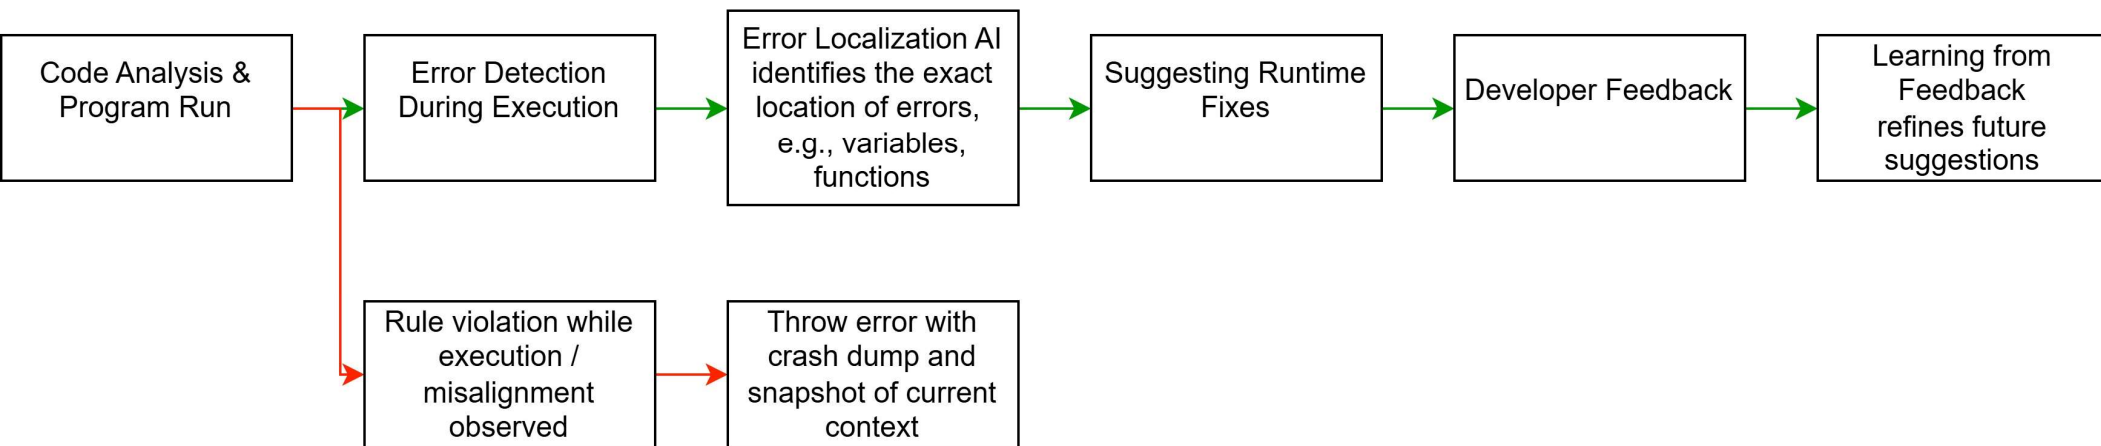 Code Analysis &
Program Run
Error Detection
During Execution
Error Localization AI
identifies the exact
location of errors,
e.g., variables,
functions
Suggesting Runtime
Fixes
Developer Feedback
Learning from
Feedback
refines future
suggestions
Rule violation while
execution /
misalignment
observed
Throw error with
crash dump and
snapshot of current
context